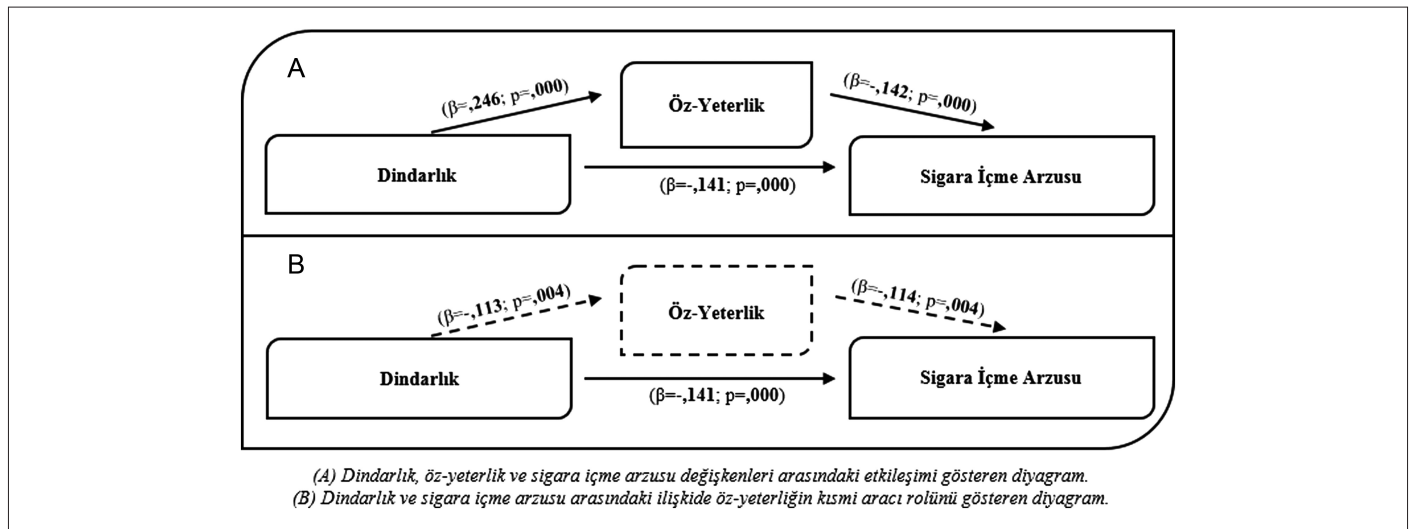 A
(β=,246; p=,000)
Öz-Yeterlik
(β=-,142; p=,000)
Dindarlık
(β=-,141; p=,000)
Sigara İçme Arzusu
B
(β=-,113; p=,004)
Öz-Yeterlik
(β=-,114; p=,004)
Dindarlık
(β=-,141; p=,000)
Sigara İçme Arzusu
(A) Dindarlık, öz-yeterlik ve sigara içme arzusu değişkenleri arasındaki etkileşimi gösteren diyagram.
(B) Dindarlık ve sigara içme arzusu arasındaki ilişkide öz-yeterliğin kısmi aracı rolünü gösteren diyagram.